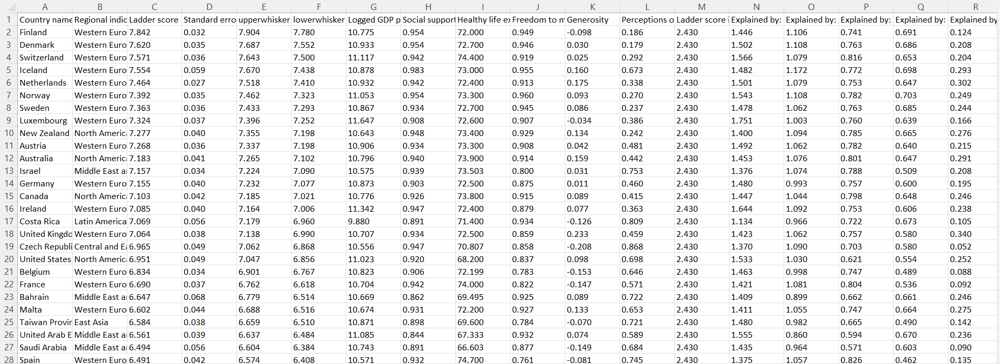 A B C D E F G H I J K L M N O P Q R
1 Country name Regional indic Ladder score Standard erro upperwhisker lowerwhisker Logged GDP p Social support Healthy life ex Freedom to m Generosity Perceptions o Ladder score i Explained by: Explained by: Explained by: Explained by: Explained by
2 Finland Western Euro 7.842 0.032 7.904 7.780 10.775 0.954 72.000 0.949 -0.098 0.186 2.430 1.446 1.106 0.741 0.691 0.124
3 Denmark Western Euro 7.620 0.035 7.687 7.552 10.933 0.954 72.700 0.946 0.030 0.179 2.430 1.502 1.108 0.763 0.686 0.208
4 Switzerland Western Euro 7.571 0.036 7.643 7.500 11.117 0.942 74.400 0.919 0.025 0.292 2.430 1.566 1.079 0.816 0.653 0.204
5 Iceland Western Euro 7.554 0.059 7.670 7.438 10.878 0.983 73.000 0.955 0.160 0.673 2.430 1.482 1.172 0.772 0.698 0.293
6 Netherlands Western Euro 7.464 0.027 7.518 7.410 10.932 0.942 72.400 0.913 0.175 0.338 2.430 1.501 1.079 0.753 0.647 0.302
7 Norway Western Euro 7.392 0.035 7.462 7.323 11.053 0.954 73.300 0.960 0.093 0.270 2.430 1.543 1.108 0.782 0.703 0.249
8 Sweden Western Euro 7.363 0.036 7.433 7.293 10.867 0.934 72.700 0.945 0.086 0.237 2.430 1.478 1.062 0.763 0.685 0.244
9 Luxembourg Western Euro 7.324 0.037 7.396 7.252 11.647 0.908 72.600 0.907 -0.034 0.386 2.430 1.751 1.003 0.760 0.639 0.166
10 New Zealand North Americ 7.277 0.040 7.355 7.198 10.643 0.948 73.400 0.929 0.134 0.242 2.430 1.400 1.094 0.785 0.665 0.276
11 Austria Western Euro 7.268 0.036 7.337 7.198 10.906 0.934 73.300 0.908 0.042 0.481 2.430 1.492 1.062 0.782 0.640 0.215
12 Australia North Americ 7.183 0.041 7.265 7.102 10.796 0.940 73.900 0.914 0.159 0.442 2.430 1.453 1.076 0.801 0.647 0.291
13 Israel Middle East a 7.157 0.034 7.224 7.090 10.575 0.939 73.503 0.800 0.031 0.753 2.430 1.376 1.074 0.788 0.509 0.208
14 Germany Western Euro 7.155 0.040 7.232 7.077 10.873 0.903 72.500 0.875 0.011 0.460 2.430 1.480 0.993 0.757 0.600 0.195
15 Canada North Americ 7.103 0.042 7.185 7.021 10.776 0.926 73.800 0.915 0.089 0.415 2.430 1.447 1.044 0.798 0.648 0.246
16 Ireland Western Euro 7.085 0.040 7.164 7.006 11.342 0.947 72.400 0.879 0.077 0.363 2.430 1.644 1.092 0.753 0.606 0.238
17 Costa Rica Latin America 7.069 0.056 7.179 6.960 9.880 0.891 71.400 0.934 -0.126 0.809 2.430 1.134 0.966 0.722 0.673 0.105
18 United Kingdo Western Euro 7.064 0.038 7.138 6.990 10.707 0.934 72.500 0.859 0.233 0.459 2.430 1.423 1.062 0.757 0.580 0.340
19 Czech Republi Central and Ea 6.965 0.049 7.062 6.868 10.556 0.947 70.807 0.858 -0.208 0.868 2.430 1.370 1.090 0.703 0.580 0.052
20 United States North Americ 6.951 0.049 7.047 6.856 11.023 0.920 68.200 0.837 0.098 0.698 2.430 1.533 1.030 0.621 0.554 0.252
21 Belgium Western Euro 6.834 0.034 6.901 6.767 10.823 0.906 72.199 0.783 -0.153 0.646 2.430 1.463 0.998 0.747 0.489 0.088
22 France Western Euro 6.690 0.037 6.762 6.618 10.704 0.942 74.000 0.822 -0.147 0.571 2.430 1.421 1.081 0.804 0.536 0.092
23 Bahrain Middle East a 6.647 0.068 6.779 6.514 10.669 0.862 69.495 0.925 0.089 0.722 2.430 1.409 0.899 0.662 0.661 0.246
24 Malta Western Euro 6.602 0.044 6.688 6.516 10.674 0.931 72.200 0.927 0.133 0.653 2.430 1.411 1.055 0.747 0.664 0.275
25 Taiwan Provin East Asia 6.584 0.038 6.659 6.510 10.871 0.898 69.600 0.784 -0.070 0.721 2.430 1.480 0.982 0.665 0.490 0.142
26 United Arab E Middle East a 6.561 0.039 6.637 6.484 11.085 0.844 67.333 0.932 0.074 0.589 2.430 1.555 0.860 0.594 0.670 0.236
27 Saudi Arabia Middle East a 6.494 0.056 6.604 6.384 10.743 0.891 66.603 0.877 -0.149 0.684 2.430 1.435 0.964 0.571 0.603 0.090
28 Spain Western Euro 6.491 0.042 6.574 6.408 10.571 0.932 74.700 0.761 -0.081 0.745 2.430 1.375 1.057 0.826 0.462 0.135